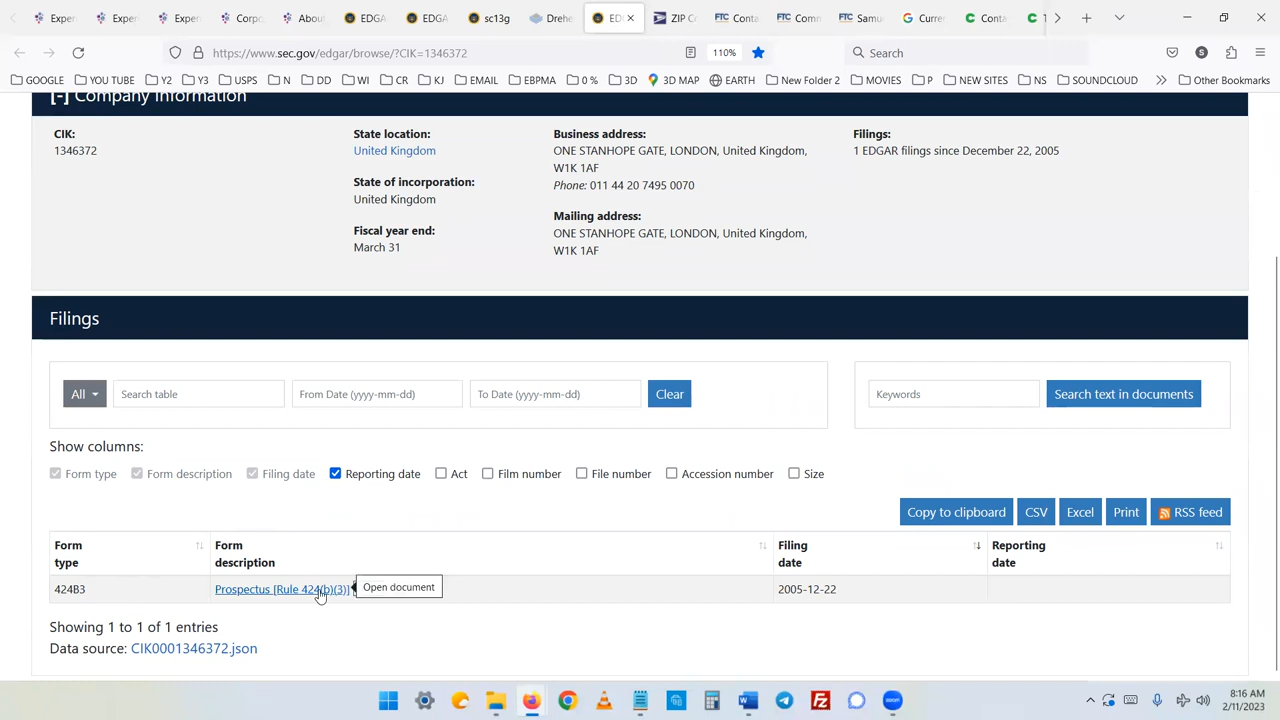 Exper
Exper
Exper
Corpo
About
EDGA
EDGA
sc13g
Drehe
ED
ZIP C
Conta
Comm
Samu
Curre
Conta
https://www.sec.gov/edgar/browse/?CIK=1346372
110%
Search
GOOGLE
YOU TUBE
Y2
Y3
USPS
N
DD
WI
CR
KJ
EMAIL
EBPMA
0 %
3D
3D MAP
EARTH
New Folder 2
MOVIES
P
NEW SITES
NS
SOUNDCLOUD
Other Bookmarks
[-] Company Information
CIK:
1346372
State location:
United Kingdom
State of incorporation:
United Kingdom
Fiscal year end:
March 31
Business address:
ONE STANHOPE GATE, LONDON, United Kingdom,
W1K 1AF
Phone: 011 44 20 7495 0070
Mailing address:
ONE STANHOPE GATE, LONDON, United Kingdom,
W1K 1AF
Filings:
1 EDGAR filings since December 22, 2005
Filings
All
Search table
From Date (yyyy-mm-dd)
To Date (yyyy-mm-dd)
Clear
Keywords
Search text in documents
Show columns:
Form type
Form description
Filing date
Reporting date
Act
Film number
File number
Accession number
Size
Copy to clipboard
CSV
Excel
Print
RSS feed
Form
type
Form
description
Filing
date
Reporting
date
424B3
Prospectus [Rule 424(b)(3)]
Open document
2005-12-22
Showing 1 to 1 of 1 entries
Data source: CIK0001346372.json
8:16 AM
2/11/2023